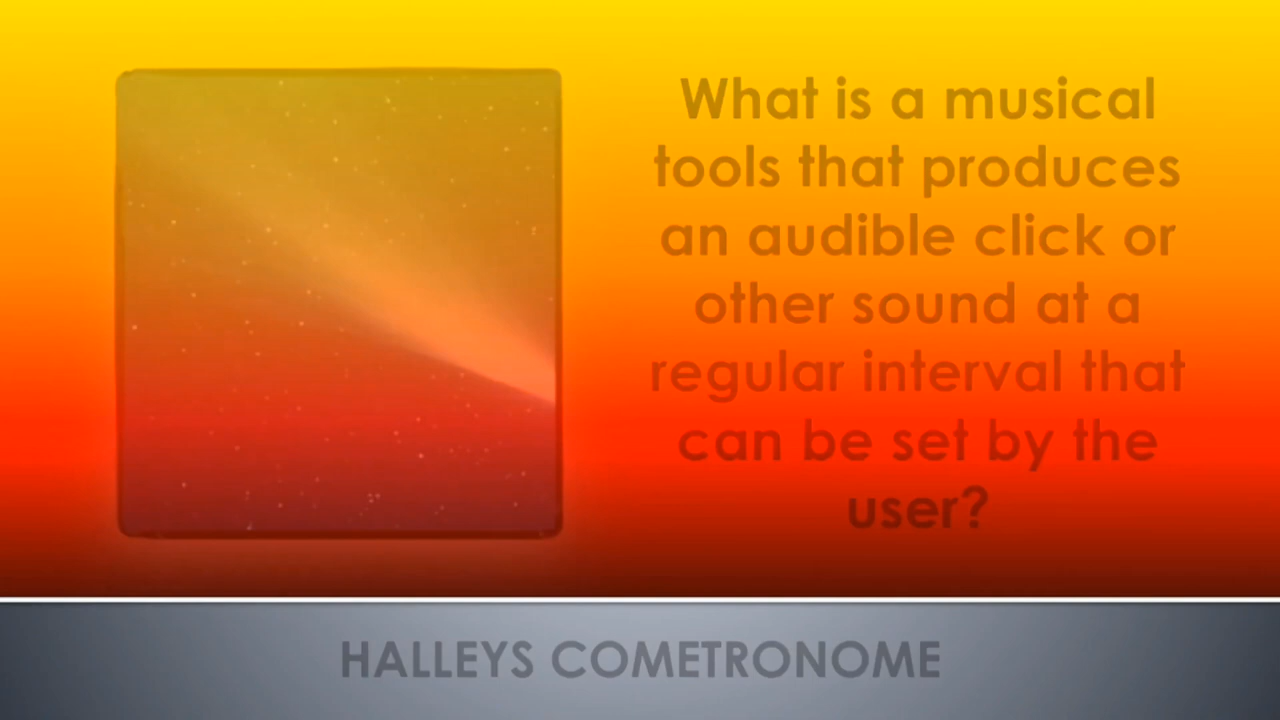 What is a musical
tools that produces
an audible click or
other sound at a
regular interval that
can be set by the
user?
HALLEYS COMETRONOME